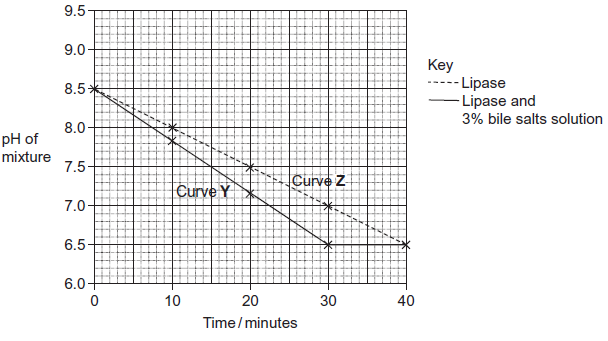 9.5
9.0
8.5
8.0
7.5
7.0
6.5
6.0
pH of
mixture
Curve Y
Curve Z
0
10
20
30
40
Time / minutes
Key
Lipase
Lipase and
3% bile salts solution